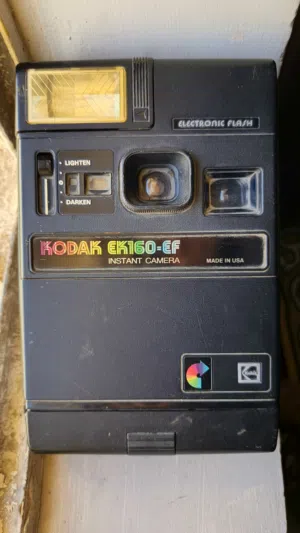 ELECTRONIC FLASH
LIGHTEN
DARKEN
KODAK EK160-EF
INSTANT CAMERA
MADE IN USA